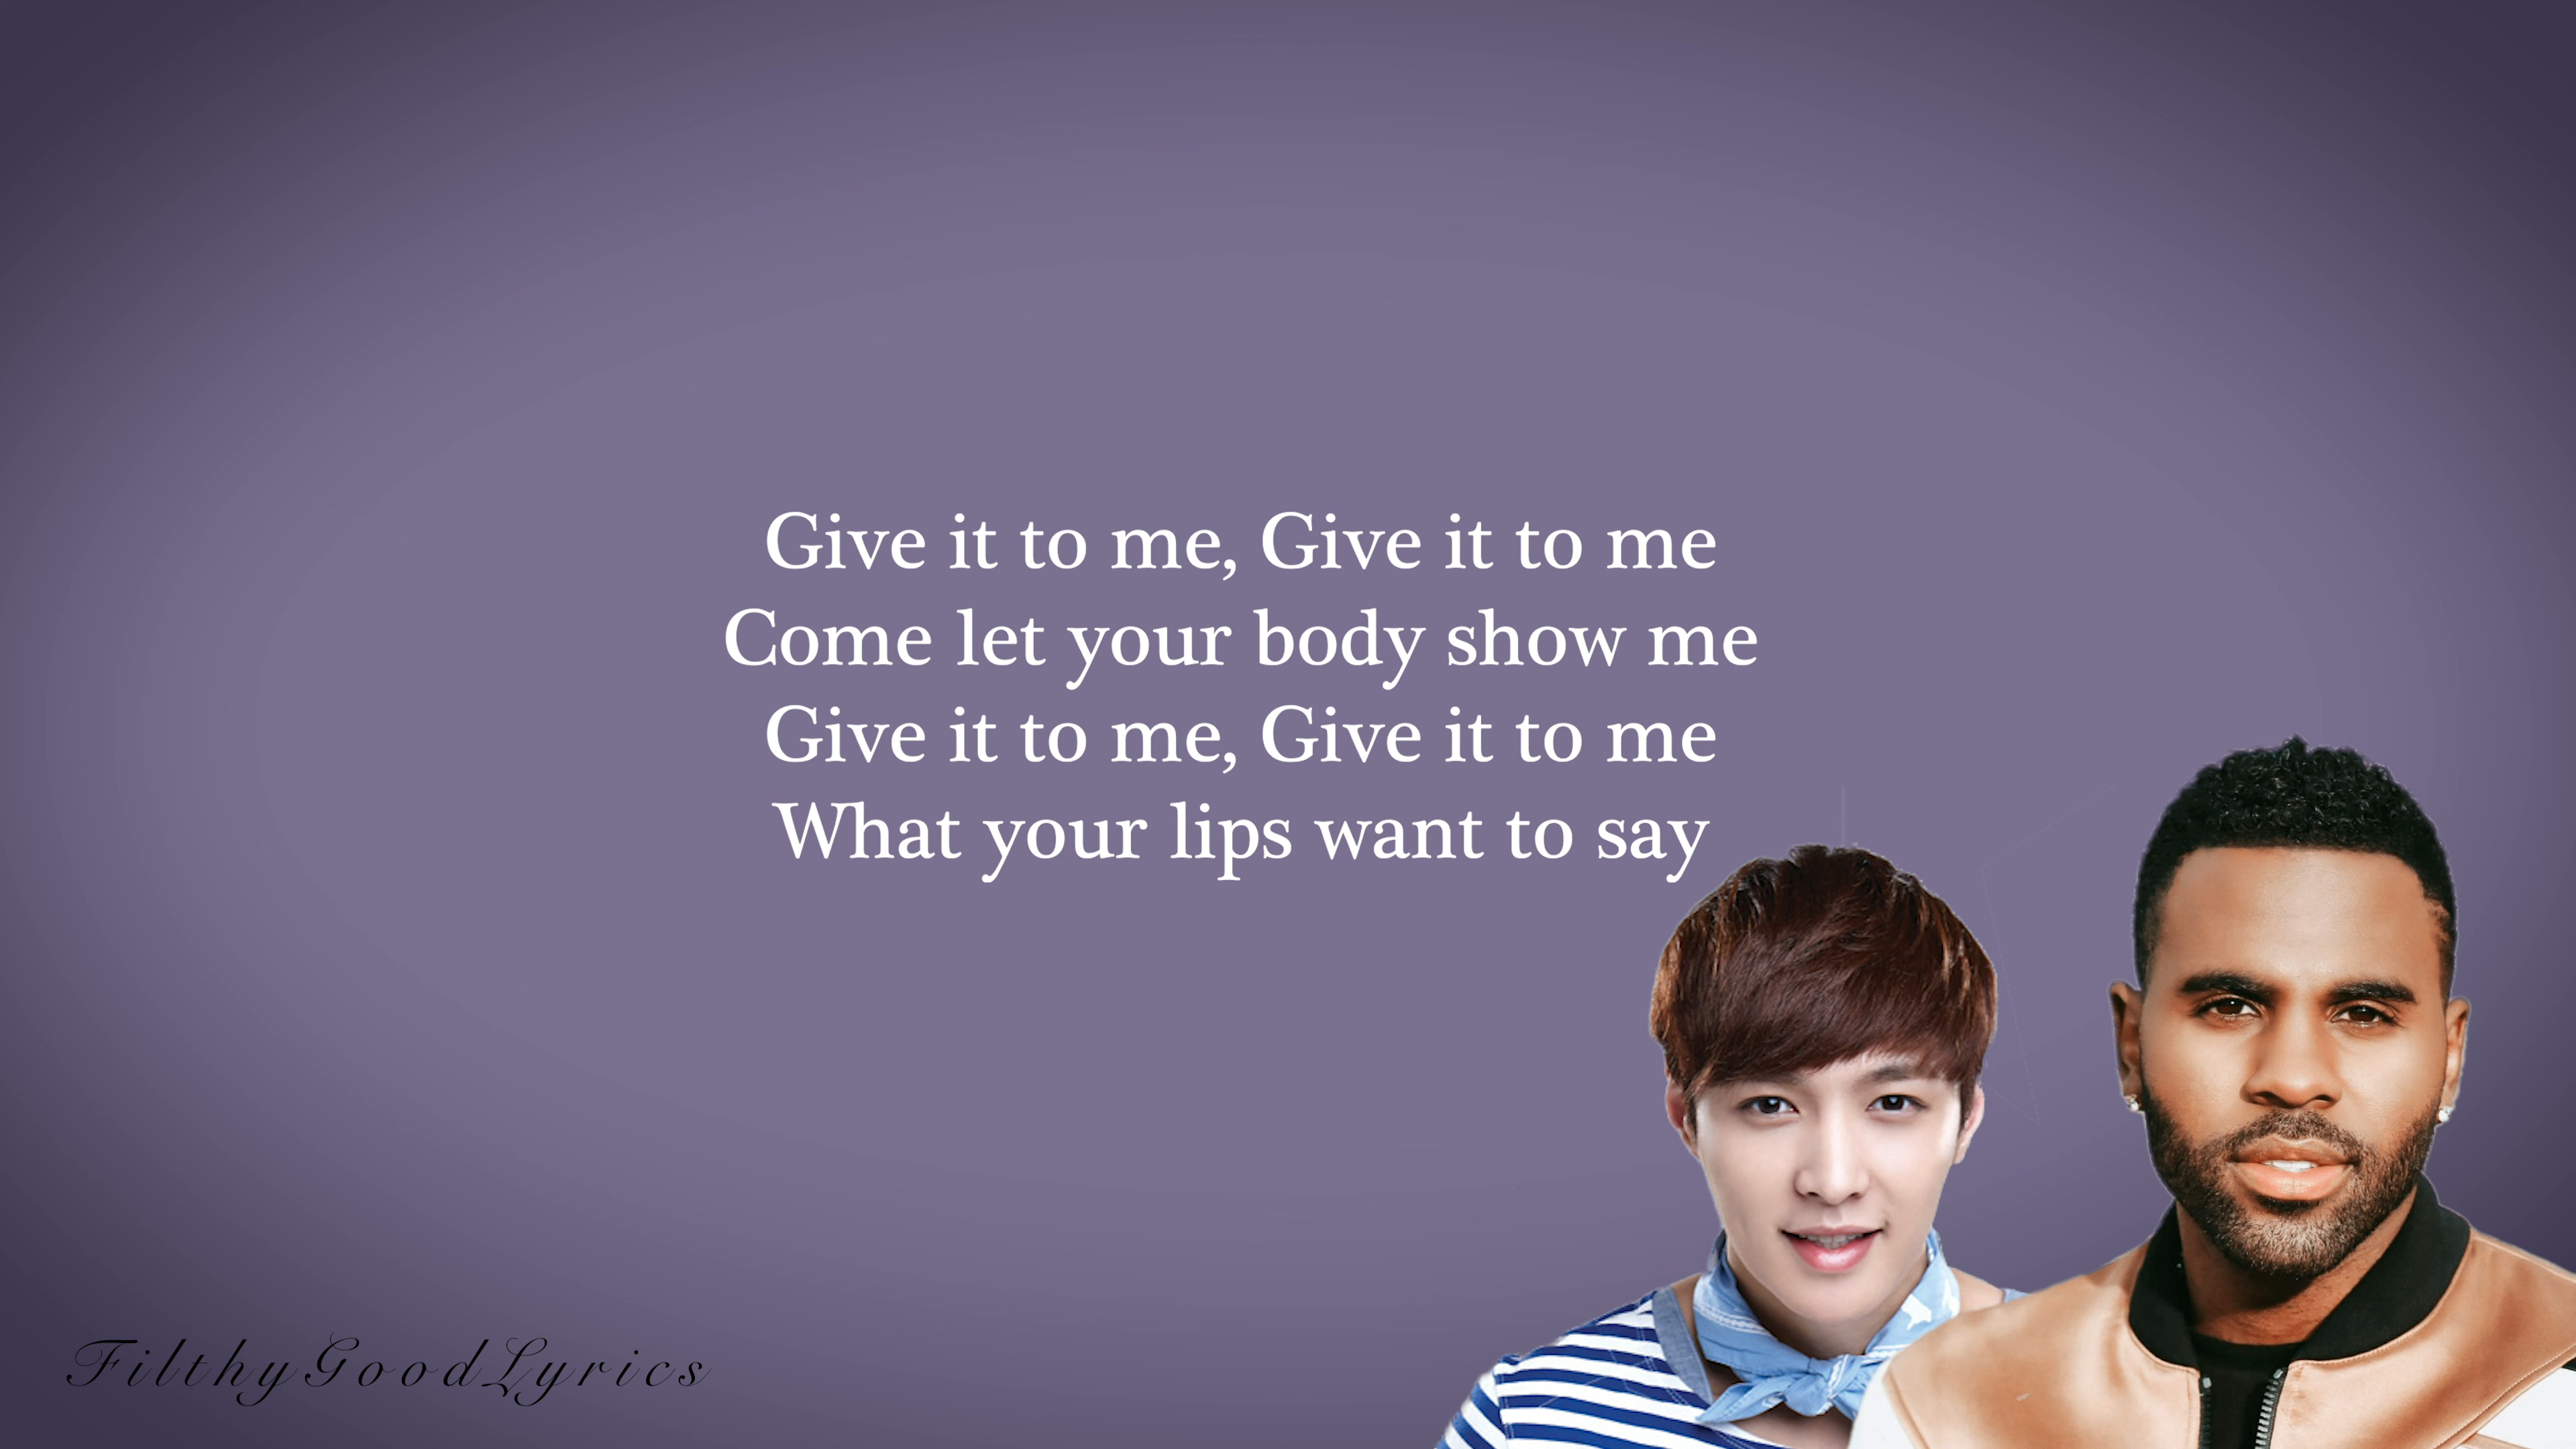 Give it to me, Give it to me
Come let your body show me
Give it to me, Give it to me
What your lips want to say
FilthyGoodLyrics